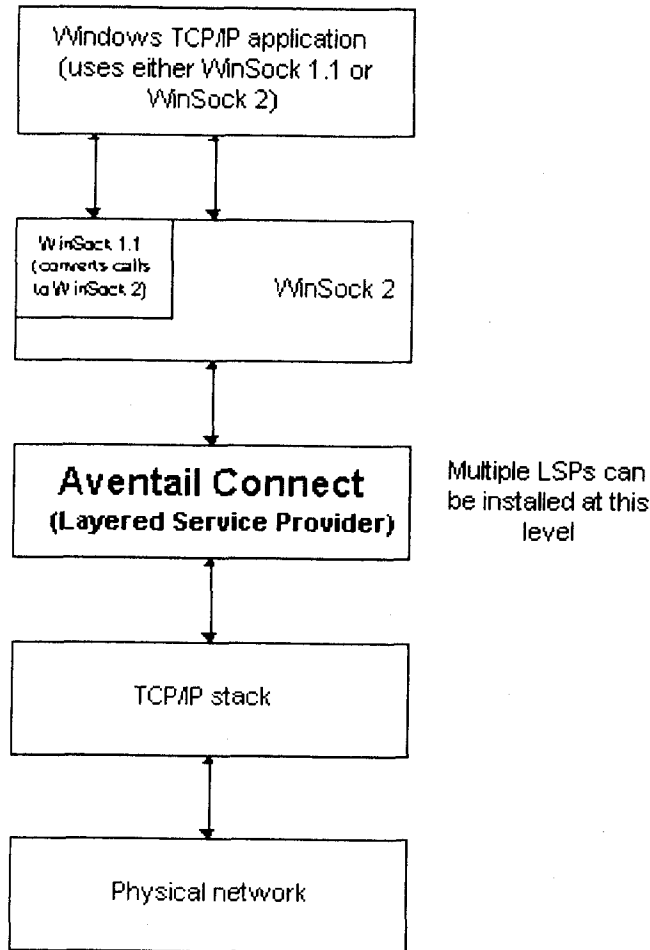 Windows TCP/IP application
(uses either WinSock 1.1 or
WinSock 2)
WinSock 1.1
(converts calls
to WinSock 2)
WinSock 2
Aventail Connect
(Layered Service Provider)
Multiple LSPs can
be installed at this
level
TCP/IP stack
Physical network